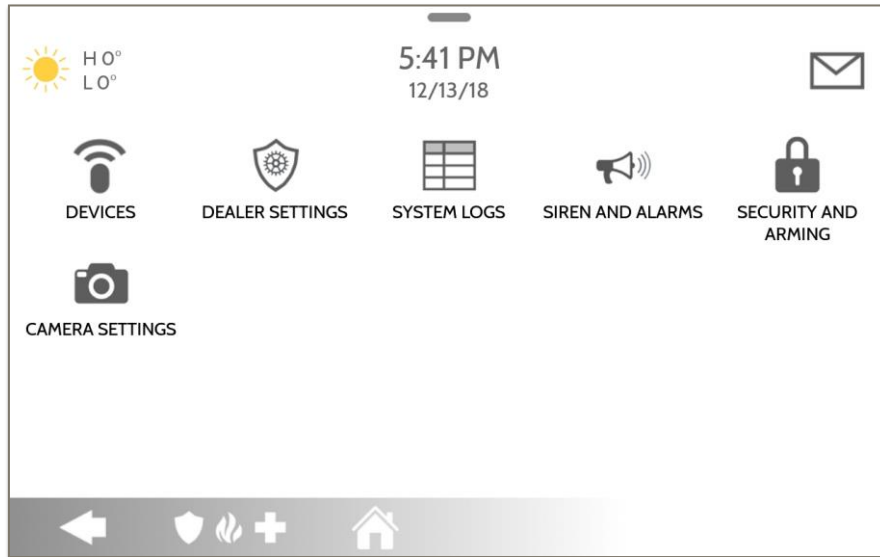 H 0°
L 0°
5:41 PM
12/13/18
DEVICES
DEALER SETTINGS
SYSTEM LOGS
SIREN AND ALARMS
SECURITY AND
ARMING
CAMERA SETTINGS